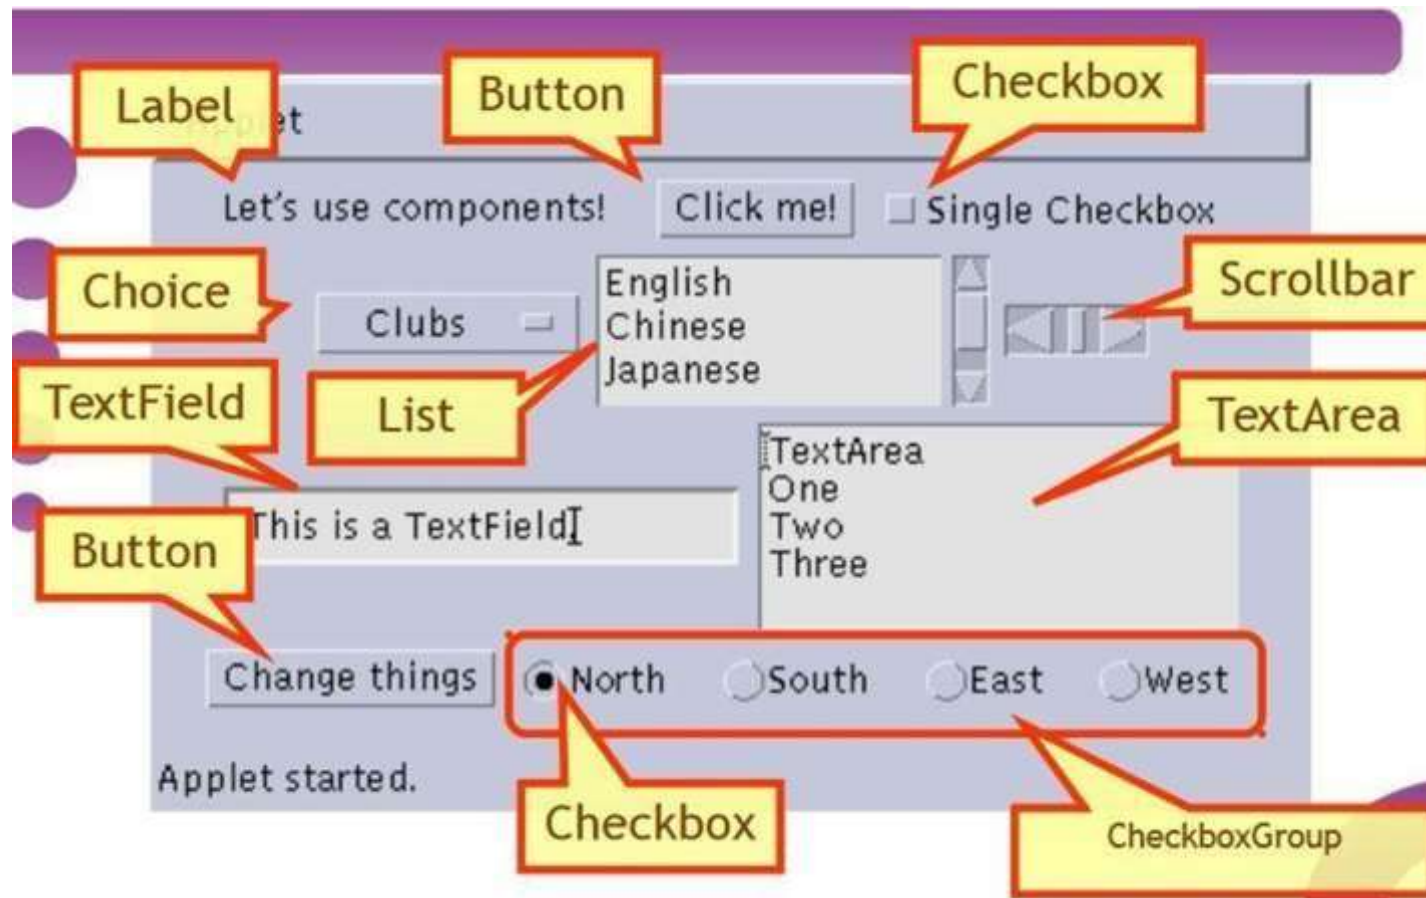 Label
Button
Checkbox
Applet
Let's use components!
Click me!
Single Checkbox
Choice
Clubs
English
Chinese
Japanese
Scrollbar
TextField
List
TextArea
TextArea
One
Two
Three
This is a TextField
Button
Change things
North
South
East
West
Applet started.
Checkbox
CheckboxGroup